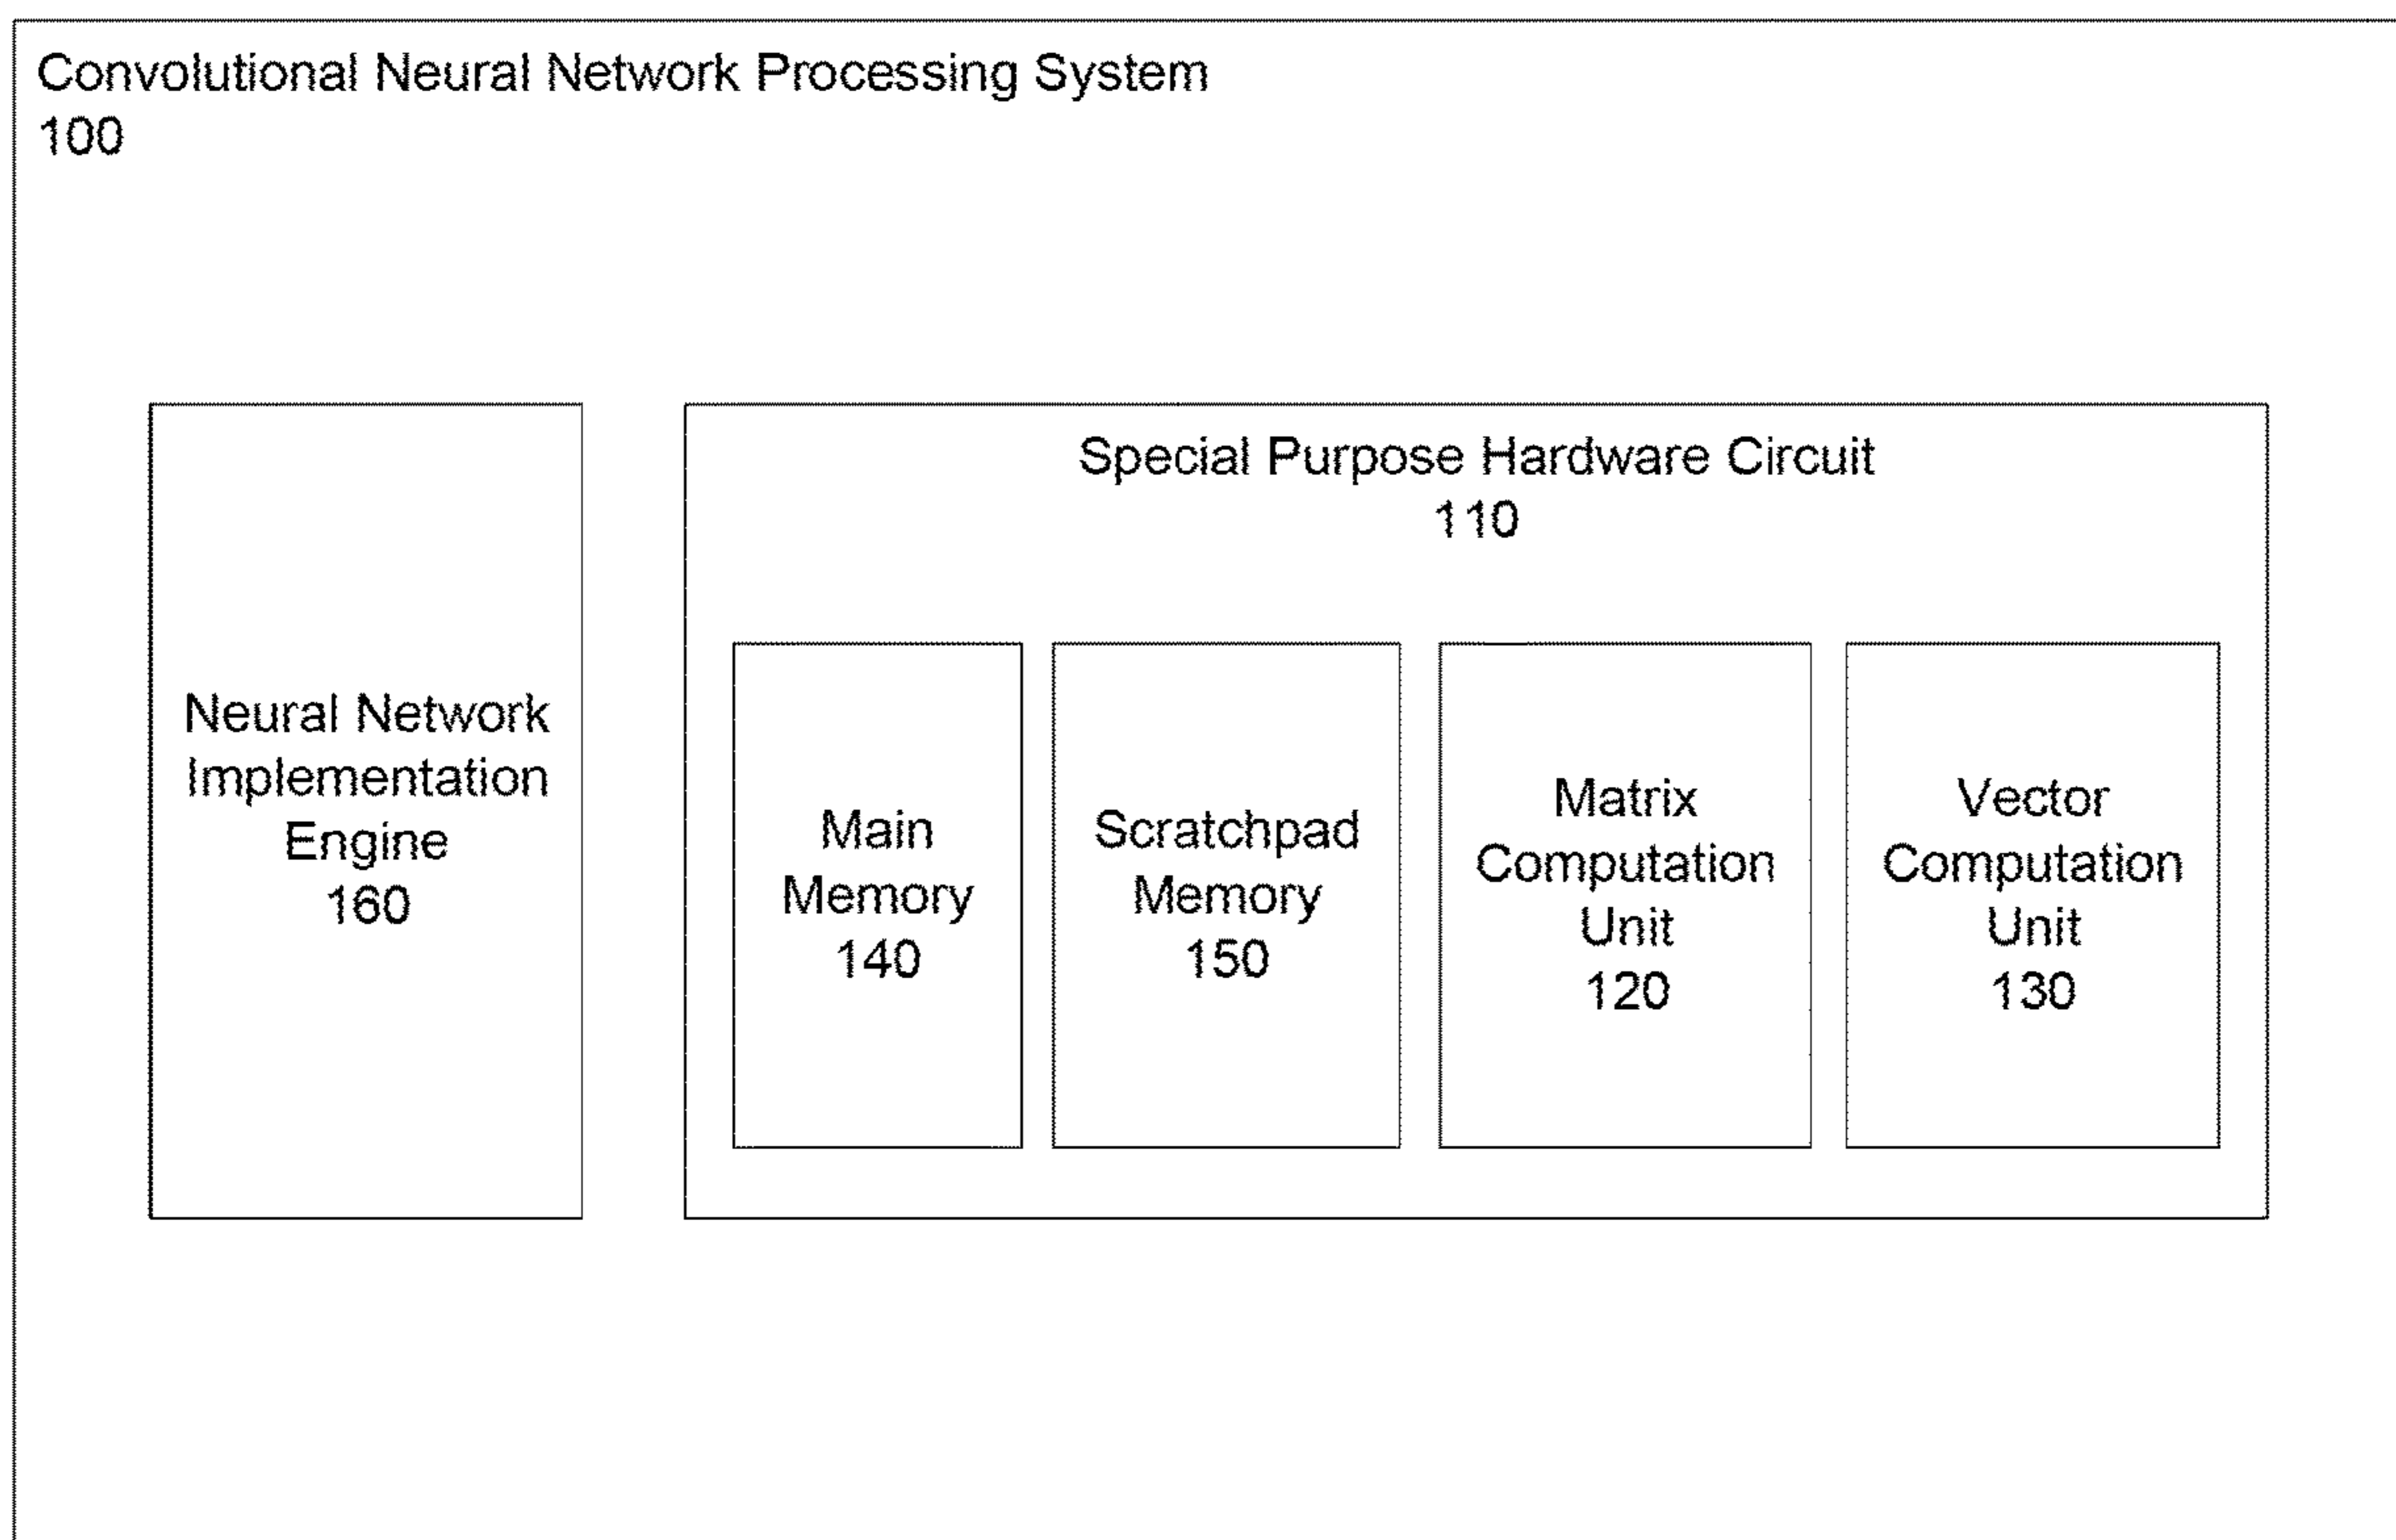 Convolutional Neural Network Processing System
100
Special Purpose Hardware Circuit
110
Neural Network
Implementation
Engine
160
Main
Memory
140
Scratchpad
Memory
150
Matrix
Computation
Unit
120
Vector
Computation
Unit
130